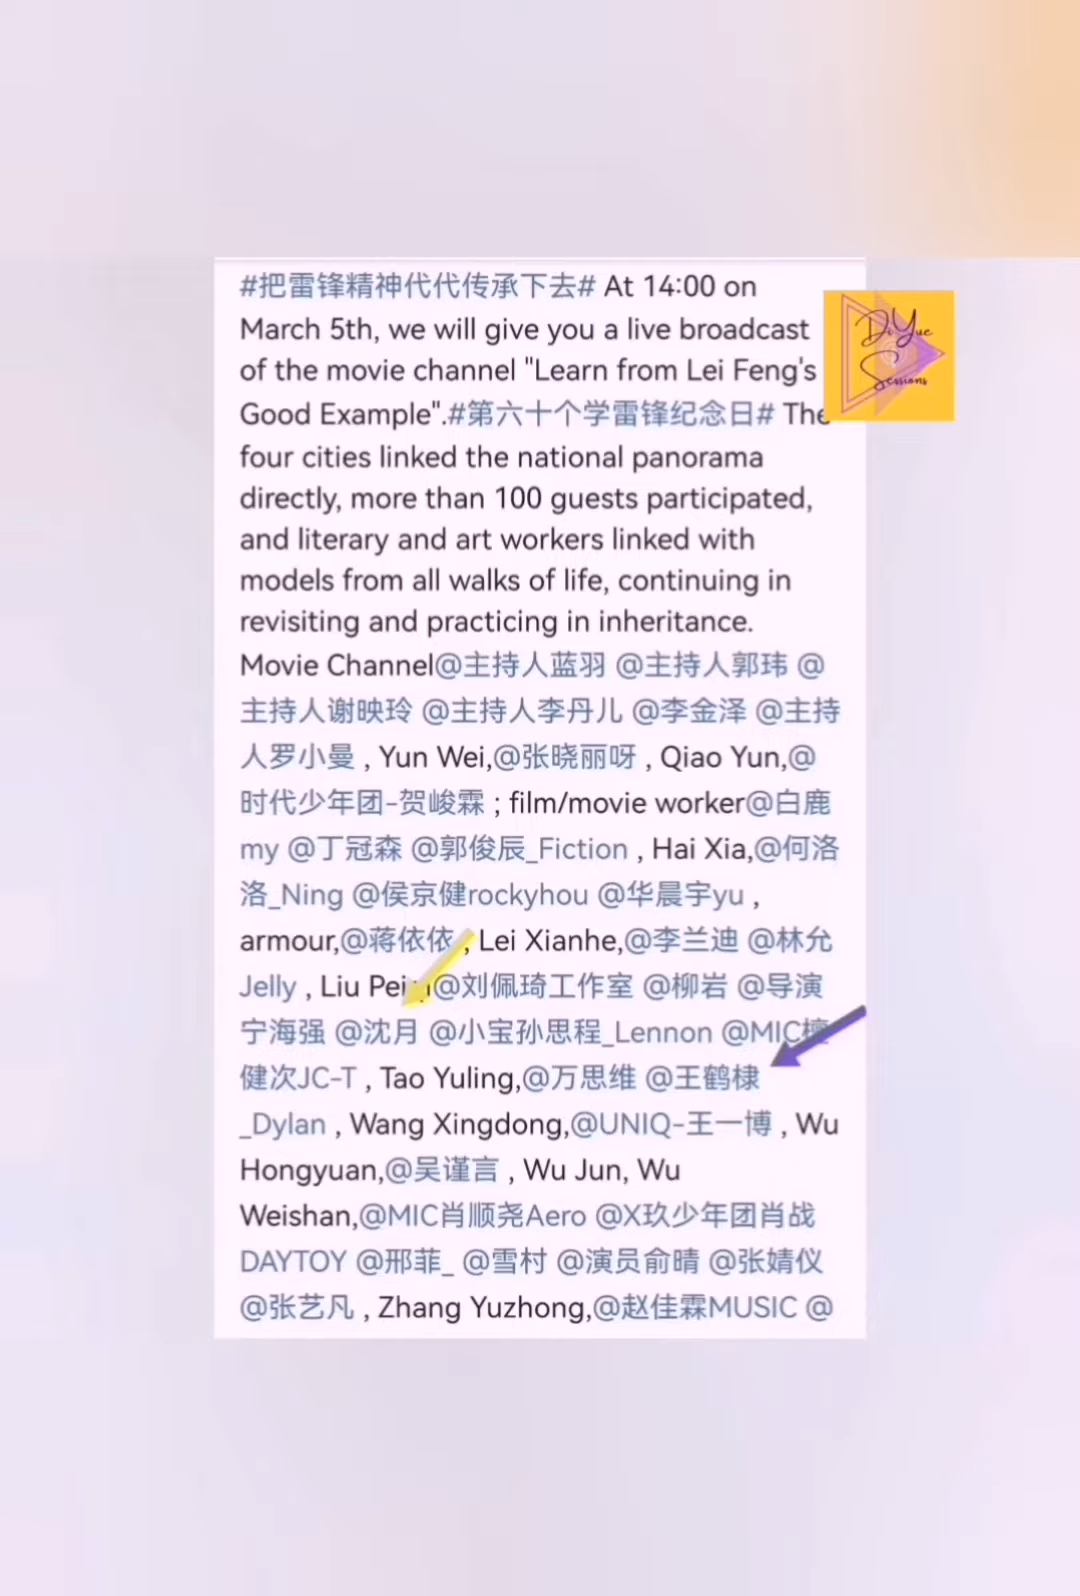 #把雷锋精神代代传承下去# At 14:00 on
March 5th, we will give you a live broadcast
of the movie channel "Learn from Lei Feng's
Good Example".#第六十个学雷锋纪念日# The
four cities linked the national panorama
directly, more than 100 guests participated,
and literary and art workers linked with
models from all walks of life, continuing in
revisiting and practicing in inheritance.
Movie Channel@主持人蓝羽 @主持人郭玮 @
主持人谢映玲 @主持人李丹儿 @李金泽 @主持
人罗小曼 , Yun Wei,@张晓丽呀 , Qiao Yun,@
时代少年团-贺峻霖 ; film/movie worker@白鹿
my @丁冠森 @郭俊辰_Fiction , Hai Xia,@何洛
洛_Ning @侯京健rockyhou @华晨宇yu ,
armour,@蒋依依 , Lei Xianhe,@李兰迪 @林允
Jelly , Liu @刘佩琦工作室 @柳岩 @导演
宁海强 @沈月 @小宝孙思程_Lennon @MIC檀
健次JC-T , Tao Yuling,@万思维 @王鹤棣
_Dylan , Wang Xingdong,@UNIQ-王一博 , Wu
Hongyuan,@吴谨言 , Wu Jun, Wu
Weishan,@MIC肖顺尧Aero @X玖少年团肖战
DAYTOY @邢菲_ @雪村 @演员俞晴 @张婧仪
@张艺凡 , Zhang Yuzhong,@赵佳霖MUSIC @
DiYue
Sessions